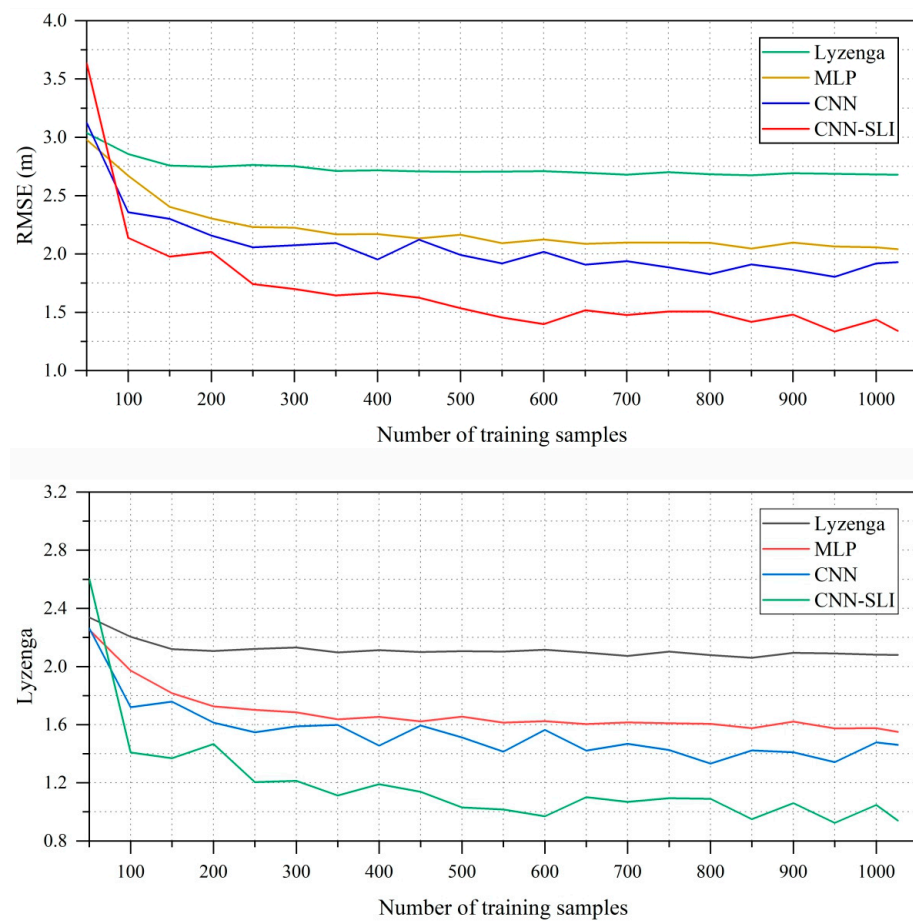 4.0
3.5
3.0
2.5
2.0
1.5
1.0
RMSE (m)
Lyzenga
MLP
CNN
CNN-SLI
100 200 300 400 500 600 700 800 900 1000
Number of training samples
3.2
2.8
2.4
2.0
1.6
1.2
0.8
Lyzenga
Lyzenga
MLP
CNN
CNN-SLI
100 200 300 400 500 600 700 800 900 1000
Number of training samples